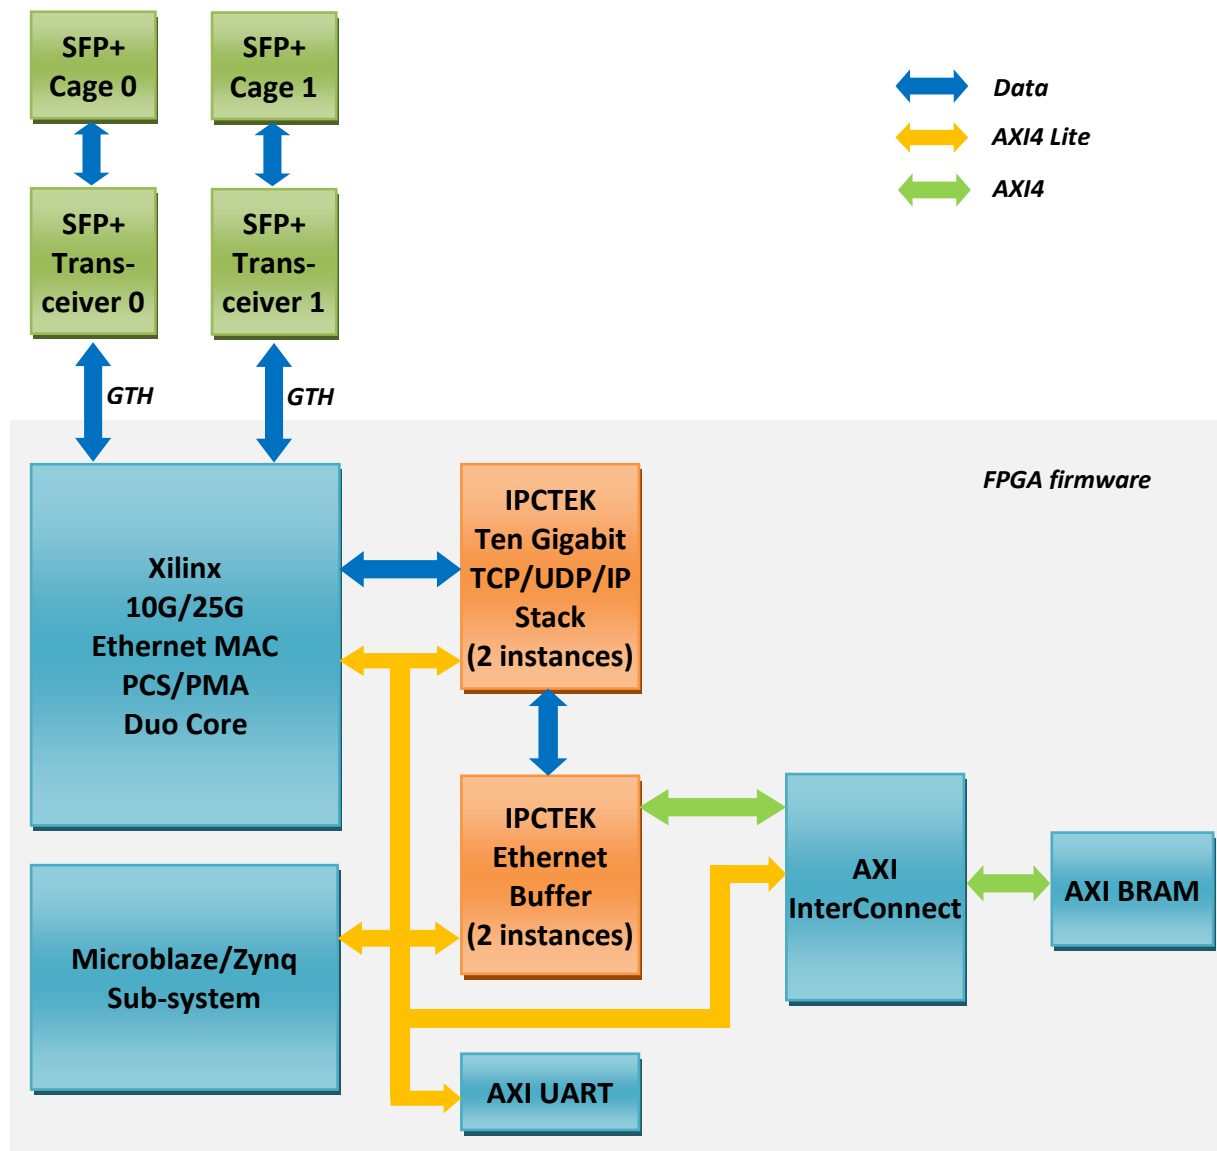 SFP+
Cage 0
SFP+
Cage 1
Data
AXI4 Lite
AXI4
SFP+
Trans-
ceiver 0
SFP+
Trans-
ceiver 1
GTH
GTH
FPGA firmware
Xilinx
10G/25G
Ethernet MAC
PCS/PMA
Duo Core
IPCTEK
Ten Gigabit
TCP/UDP/IP
Stack
(2 instances)
IPCTEK
Ethernet
Buffer
(2 instances)
AXI
InterConnect
AXI BRAM
Microblaze/Zynq
Sub-system
AXI UART